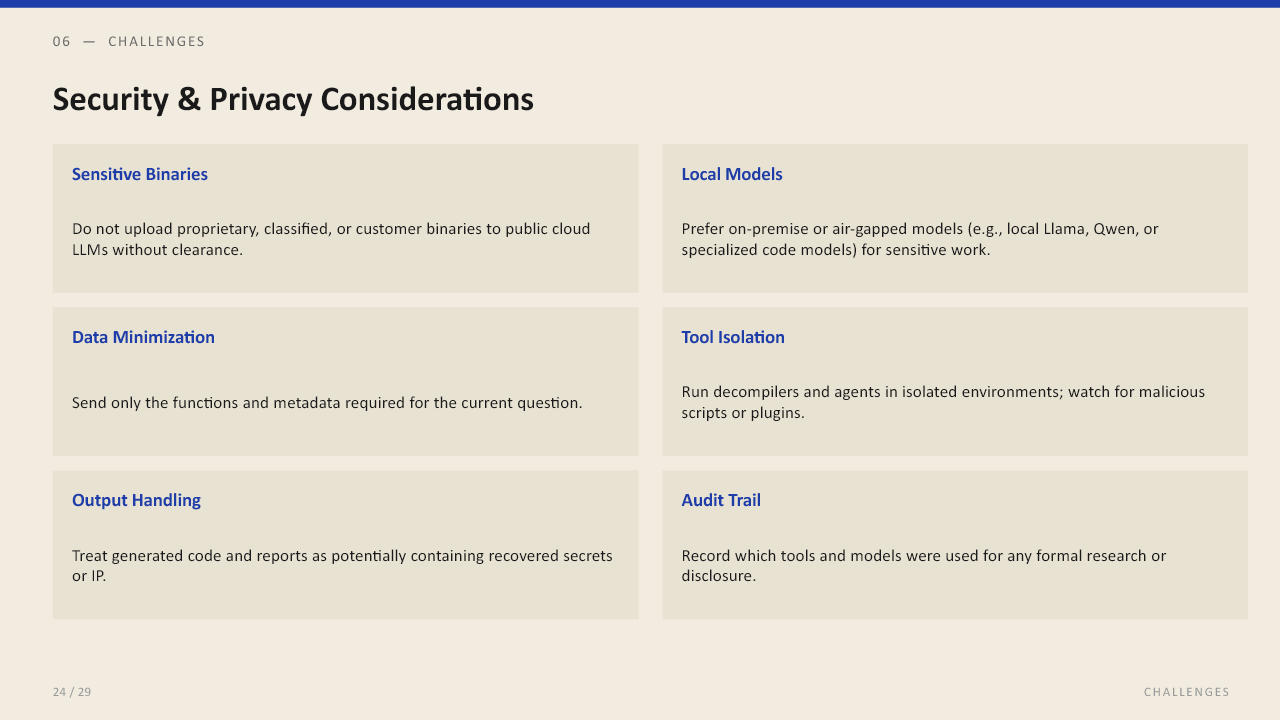 06 — CHALLENGES
Security & Privacy Considerations
Sensitive Binaries
Do not upload proprietary, classified, or customer binaries to public cloud
LLMs without clearance.
Local Models
Prefer on-premise or air-gapped models (e.g., local Llama, Qwen, or
specialized code models) for sensitive work.
Data Minimization
Send only the functions and metadata required for the current question.
Tool Isolation
Run decompilers and agents in isolated environments; watch for malicious
scripts or plugins.
Output Handling
Treat generated code and reports as potentially containing recovered secrets
or IP.
Audit Trail
Record which tools and models were used for any formal research or
disclosure.
24 / 29
CHALLENGES